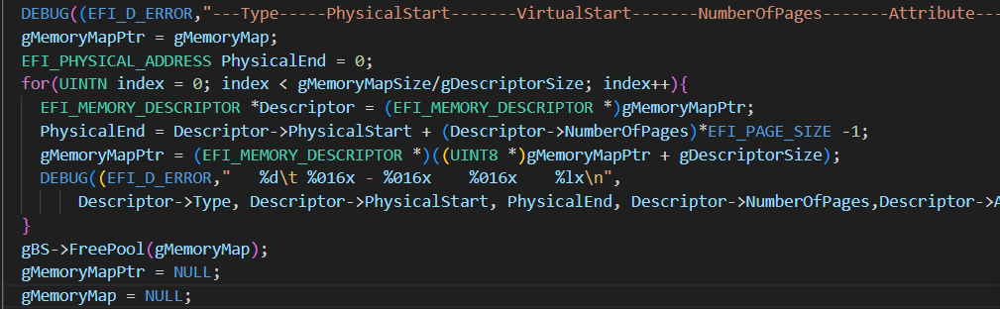 DEBUG((EFI_D_ERROR,"---Type-----PhysicalStart------VirtualStart-------NumberOfPages-------Attribute---
gMemoryMapPtr = gMemoryMap;
EFI_PHYSICAL_ADDRESS PhysicalEnd = 0;
for(UINTN index = 0; index < gMemoryMapSize/gDescriptorSize; index++){
EFI_MEMORY_DESCRIPTOR *Descriptor = (EFI_MEMORY_DESCRIPTOR *)gMemoryMapPtr;
PhysicalEnd = Descriptor->PhysicalStart + (Descriptor->NumberOfPages)*EFI_PAGE_SIZE -1;
gMemoryMapPtr = (EFI_MEMORY_DESCRIPTOR *)((UINT8 *)gMemoryMapPtr + gDescriptorSize);
DEBUG((EFI_D_ERROR,"   %d\t %016x - %016x    %016x    %lx\n",
Descriptor->Type, Descriptor->PhysicalStart, PhysicalEnd, Descriptor->NumberOfPages,Descriptor->A
}
gBS->FreePool(gMemoryMap);
gMemoryMapPtr = NULL;
gMemoryMap = NULL;